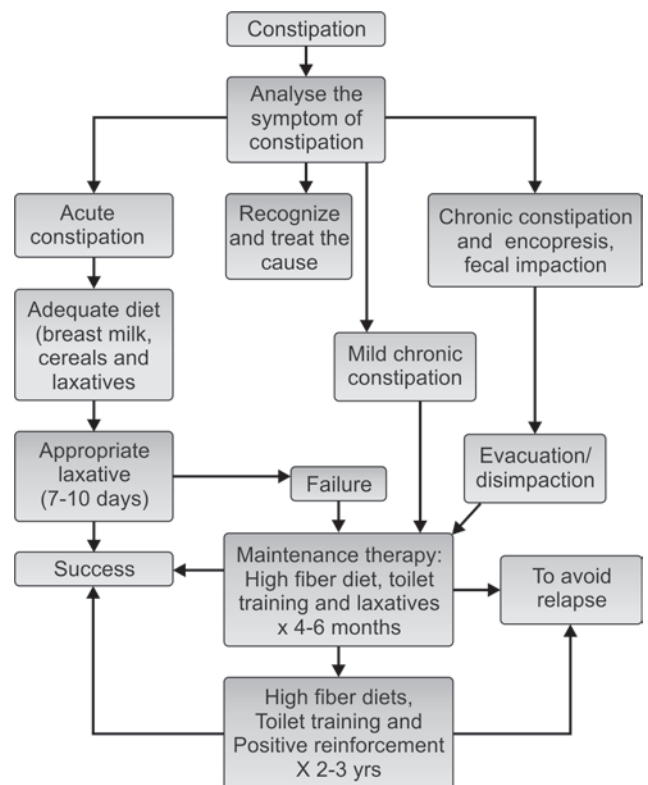 Constipation
Analyse the
symptom of
constipation
Acute
constipation
Recognize
and treat the
cause
Chronic constipation
and encopresis,
fecal impaction
Adequate diet
(breast milk,
cereals and
laxatives
Mild chronic
constipation
Appropriate
laxative
(7-10 days)
Failure
Evacuation/
disimpaction
Success
Maintenance therapy:
High fiber diet, toilet
training and laxatives
x 4-6 months
To avoid
relapse
High fiber diets,
Toilet training and
Positive reinforcement
X 2-3 yrs